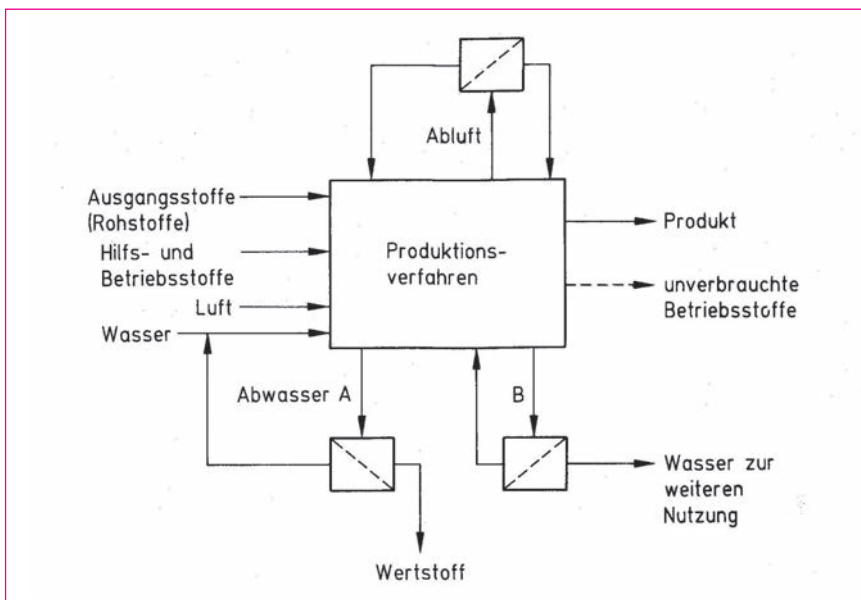 Abluft
Ausgangsstoffe
(Rohstoffe)
Hilfs- und
Betriebsstoffe
Luft
Wasser
Produktions-
verfahren
Produkt
unverbrauchte
Betriebsstoffe
Abwasser A
B
Wasser zur
weiteren
Nutzung
Wertstoff